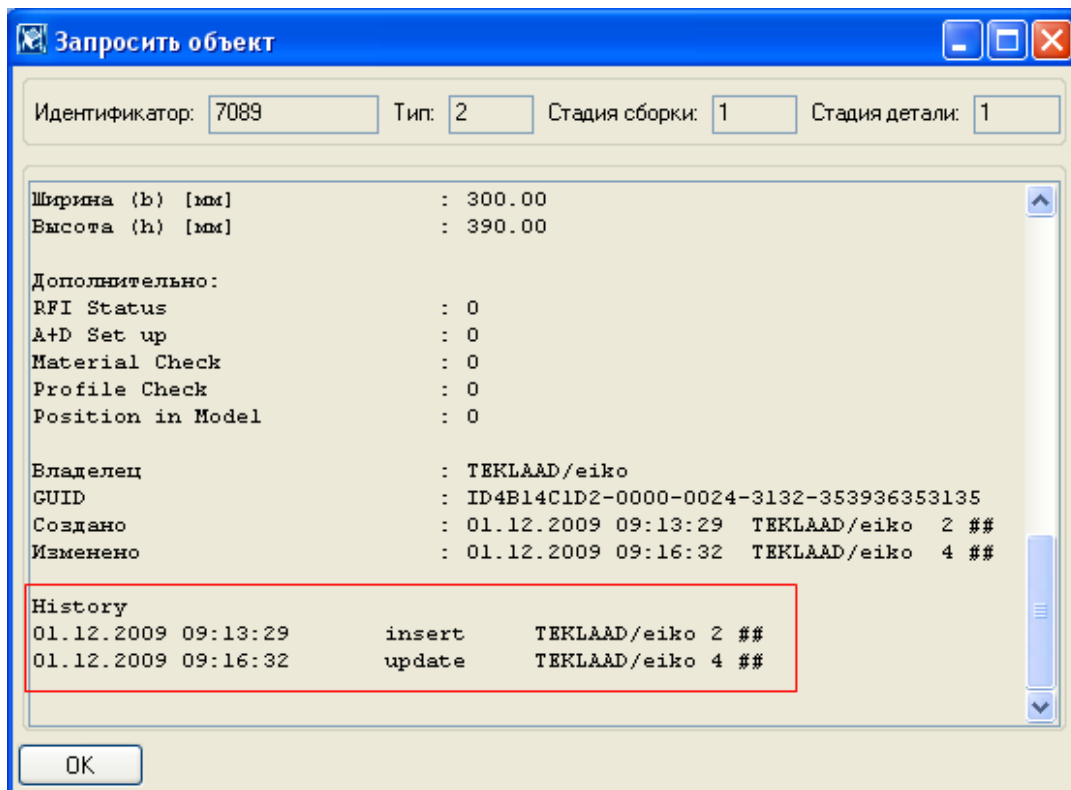 Запросить объект
Идентификатор: 7089 Тип: 2 Стадия сборки: 1 Стадия детали: 1
Ширина (b) [мм] : 300.00
Высота (h) [мм] : 390.00
Дополнительно:
RFI Status : 0
A+D Set up : 0
Material Check : 0
Profile Check : 0
Position in Model : 0
Владелец : TEKLAAD/eiko
GUID : ID4B14C1D2-0000-0024-3132-353936353135
Создано : 01.12.2009 09:13:29 TEKLAAD/eiko 2 ##
Изменено : 01.12.2009 09:16:32 TEKLAAD/eiko 4 ##
History
01.12.2009 09:13:29 insert TEKLAAD/eiko 2 ##
01.12.2009 09:16:32 update TEKLAAD/eiko 4 ##
OK